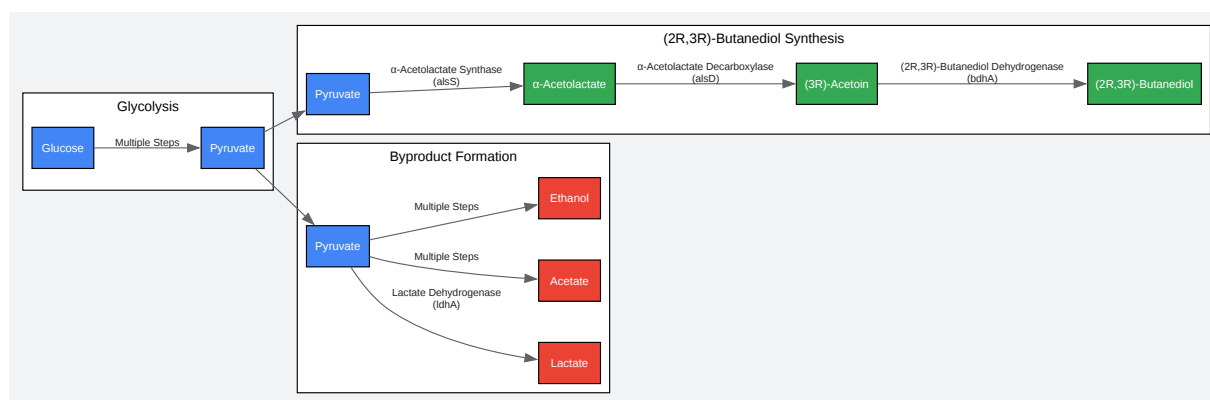 (2R,3R)-Butanediol Synthesis
α-Acetolactate Synthase
(alsS)
α-Acetolactate Decarboxylase
(alsD)
(2R,3R)-Butanediol Dehydrogenase
(bdhA)
Pyruvate
α-Acetolactate
(3R)-Acetoin
(2R,3R)-Butanediol
Glycolysis
Glucose
Multiple Steps
Pyruvate
Byproduct Formation
Pyruvate
Multiple Steps
Ethanol
Multiple Steps
Acetate
Lactate Dehydrogenase
(ldhA)
Lactate